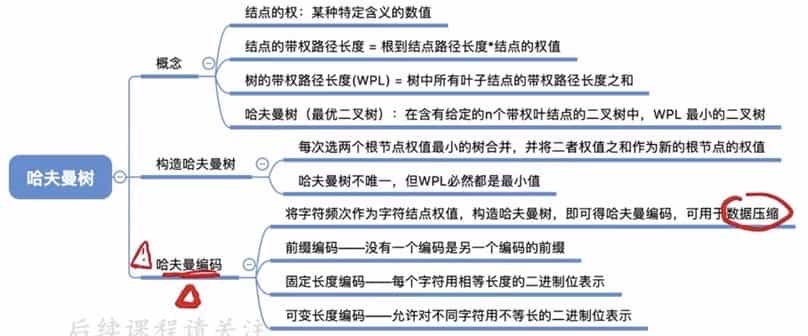 结点的权：某种特定含义的数值
结点的带权路径长度 = 根到结点路径长度*结点的权值
概念
树的带权路径长度(WPL) = 树中所有叶子结点的带权路径长度之和
哈夫曼树（最优二叉树）：在含有给定的n个带权叶结点的二叉树中，WPL 最小的二叉树
每次选两个根节点权值最小的树合并，并将二者权值之和作为新的根节点的权值
哈夫曼树
构造哈夫曼树
哈夫曼树不唯一，但WPL必然都是最小值
将字符频次作为字符结点权值，构造哈夫曼树，即可得哈夫曼编码，可用于数据压缩
哈夫曼编码
前缀编码——没有一个编码是另一个编码的前缀
固定长度编码——每个字符用相等长度的二进制位表示
可变长度编码——允许对不同字符用不等长的二进制位表示
后续课程请关注